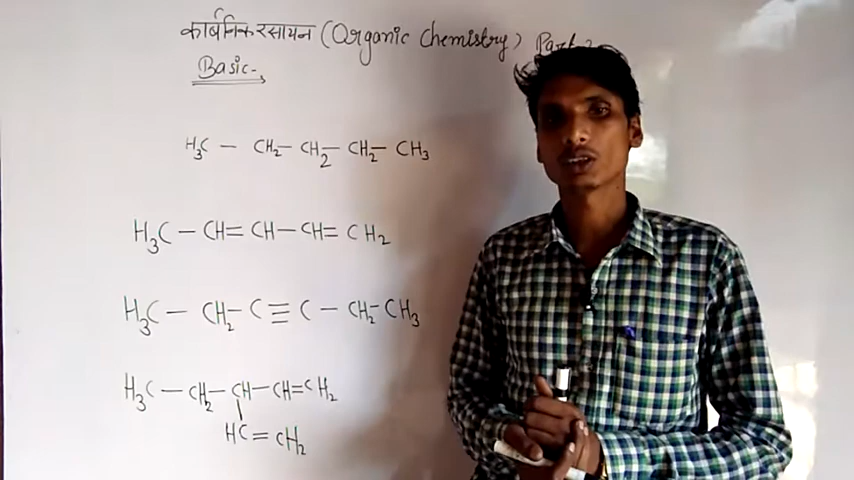 कार्बनिक रसायन (Organic Chemistry) Part
Basic-,
H₃C — CH₂— CH₂— CH₂— CH₃
H₃C — CH= CH— CH= CH₂
H₃C — CH₂— C ≡ C — CH₂— CH₃
H₃C — CH₂— CH— CH=CH₂
HC = CH₂